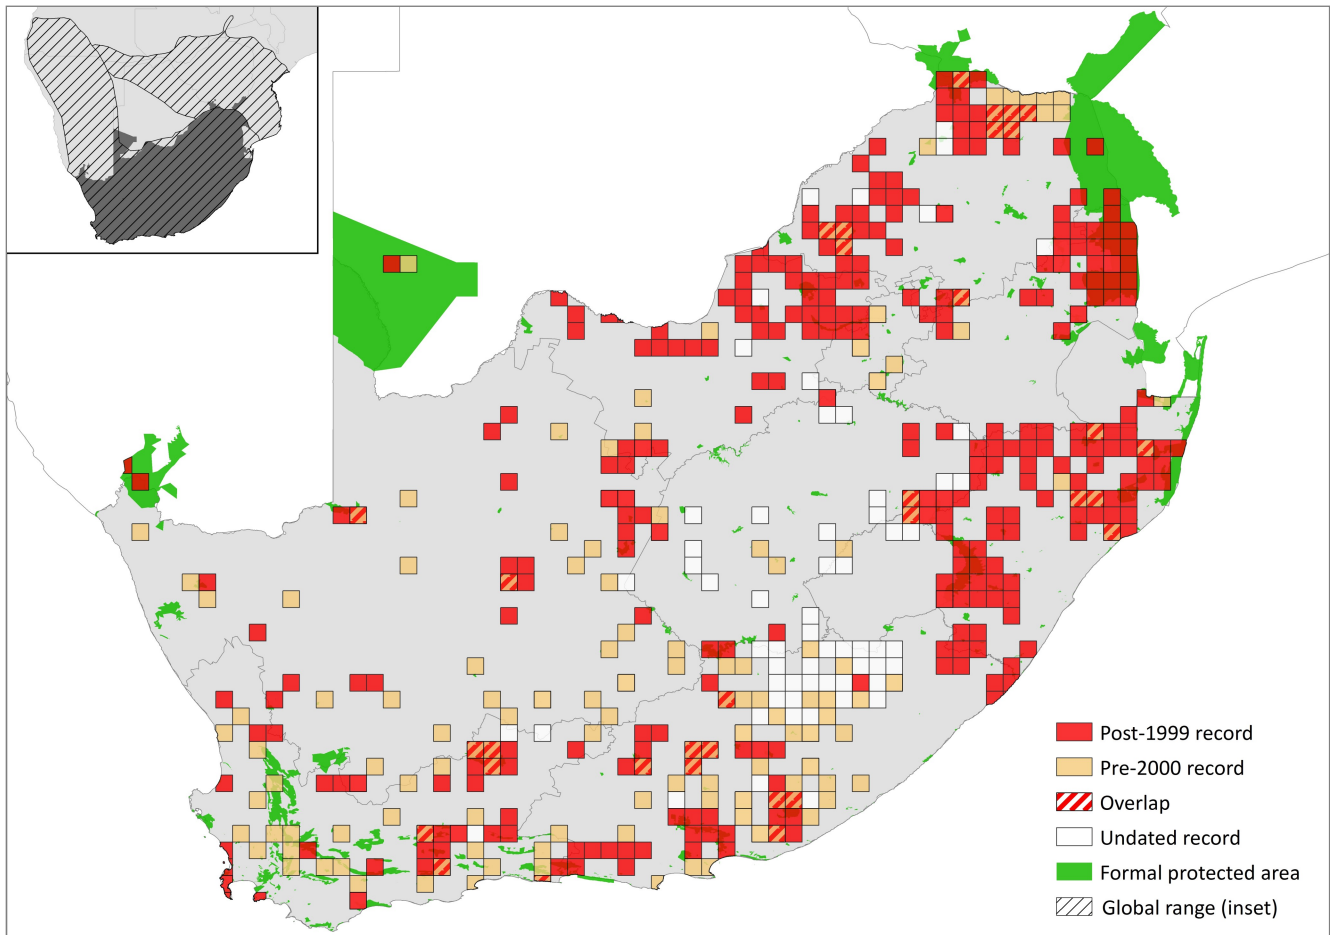 Post-1999 record
Pre-2000 record
Overlap
Undated record
Formal protected area
Global range (inset)